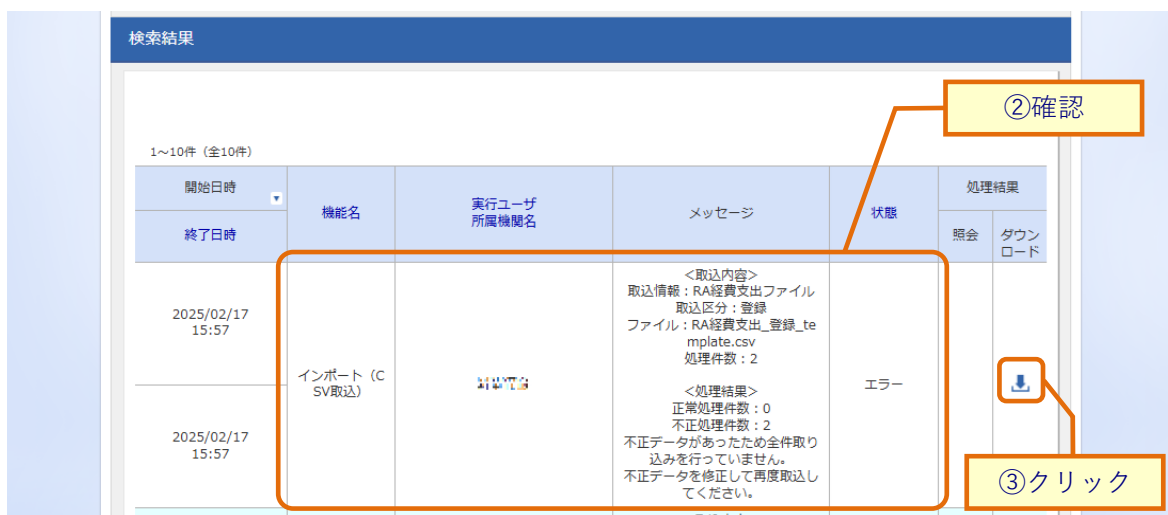 検索結果
②確認
1～10件（全10件）
開始日時
終了日時
機能名
実行ユーザ
所属機関名
メッセージ
状態
処理結果
照会
ダウン
ロード
2025/02/17
15:57
2025/02/17
15:57
インポート（C
SV取込）
＜取込内容＞
取込情報：RA経費支出ファイル
取込区分：登録
ファイル：RA経費支出_登録_te
mplate.csv
処理件数：2
＜処理結果＞
正常処理件数：0
不正処理件数：2
不正データがあったため全件取り
込みを行っていません。
不正データを修正して再度取込し
てください。
エラー
③クリック